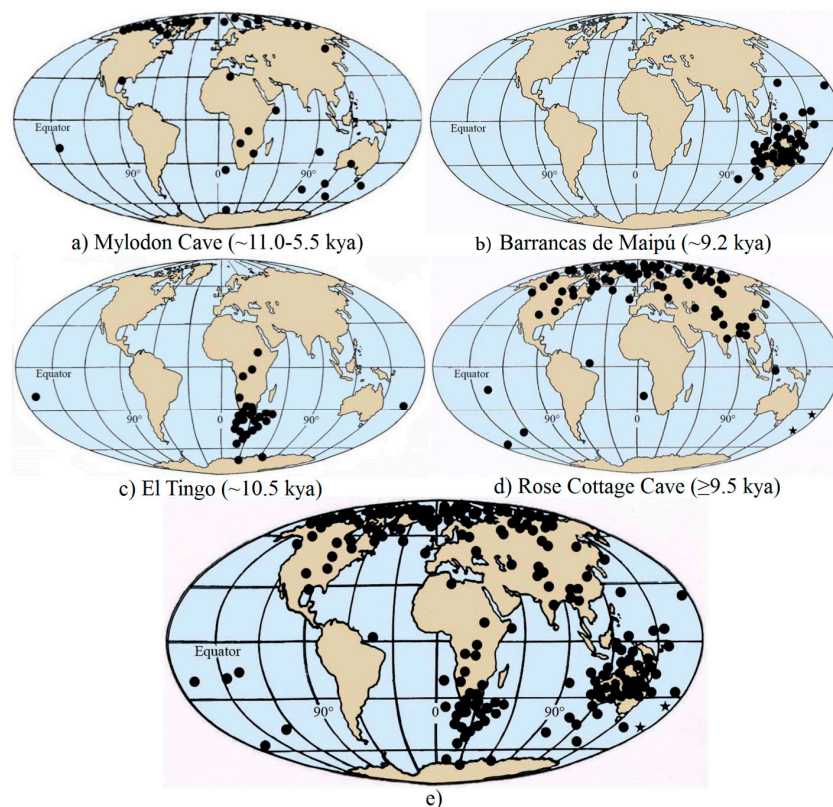 Equator
90°
0
90°
a) Mylodon Cave (~11.0-5.5 kya)
Equator
90°
0
90°
b) Barrancas de Maipú (~9.2 kya)
Equator
90°
0
90°
c) El Tingo (~10.5 kya)
Equator
90°
0
90°
d) Rose Cottage Cave (≥9.5 kya)
Equator
90°
0
90°
e)